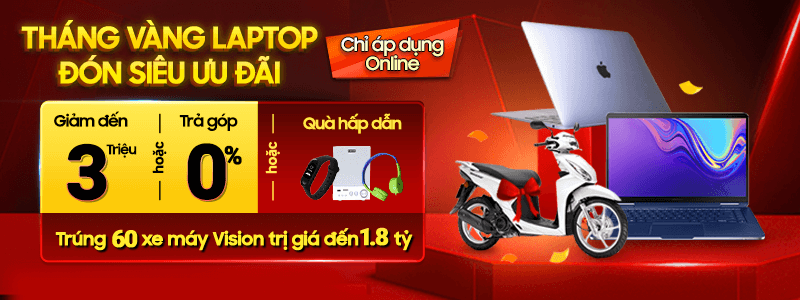 THÁNG VÀNG LAPTOP
ĐÓN SIÊU ƯU ĐÃI
Chỉ áp dụng
Online
Giảm đến
3 Triệu
hoặc
Trả góp
0%
hoặc
Quà hấp dẫn
Trúng 60 xe máy Vision trị giá đến 1.8 tỷ